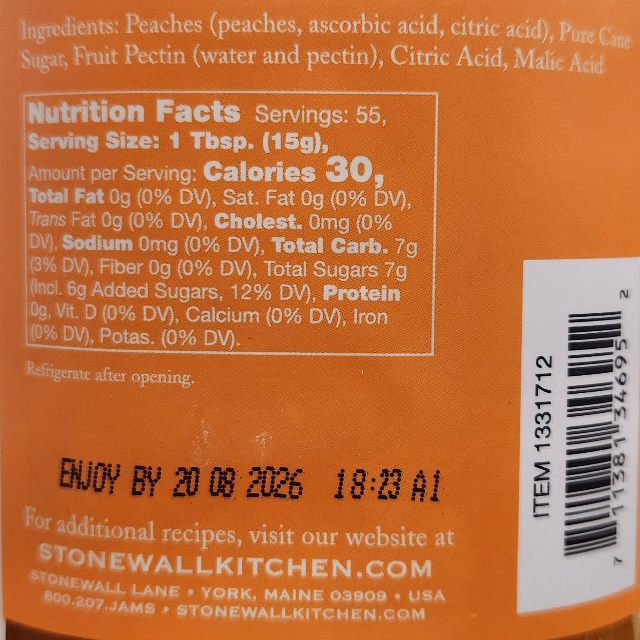 Ingredients: Peaches (peaches, ascorbic acid, citric acid), Pure Cane
Sugar, Fruit Pectin (water and pectin), Citric Acid, Malic Acid
Nutrition Facts Servings: 55,
Serving Size: 1 Tbsp. (15g),
Amount per Serving: Calories 30,
Total Fat 0g (0% DV), Sat. Fat 0g (0% DV),
Trans Fat 0g (0% DV), Cholest. 0mg (0%
DV), Sodium 0mg (0% DV), Total Carb. 7g
(3% DV), Fiber 0g (0% DV), Total Sugars 7g
(Incl. 6g Added Sugars, 12% DV), Protein
0g, Vit. D (0% DV), Calcium (0% DV), Iron
(0% DV), Potas. (0% DV).
Refrigerate after opening.
ENJOY BY 20 08 2026 18:23 A1
For additional recipes, visit our website at
STONEWALLKITCHEN.COM
STONEWALL LANE • YORK, MAINE 03909 • USA
800.207.JAMS • STONEWALLKITCHEN.COM
ITEM 1331712
7 11381 34695 2